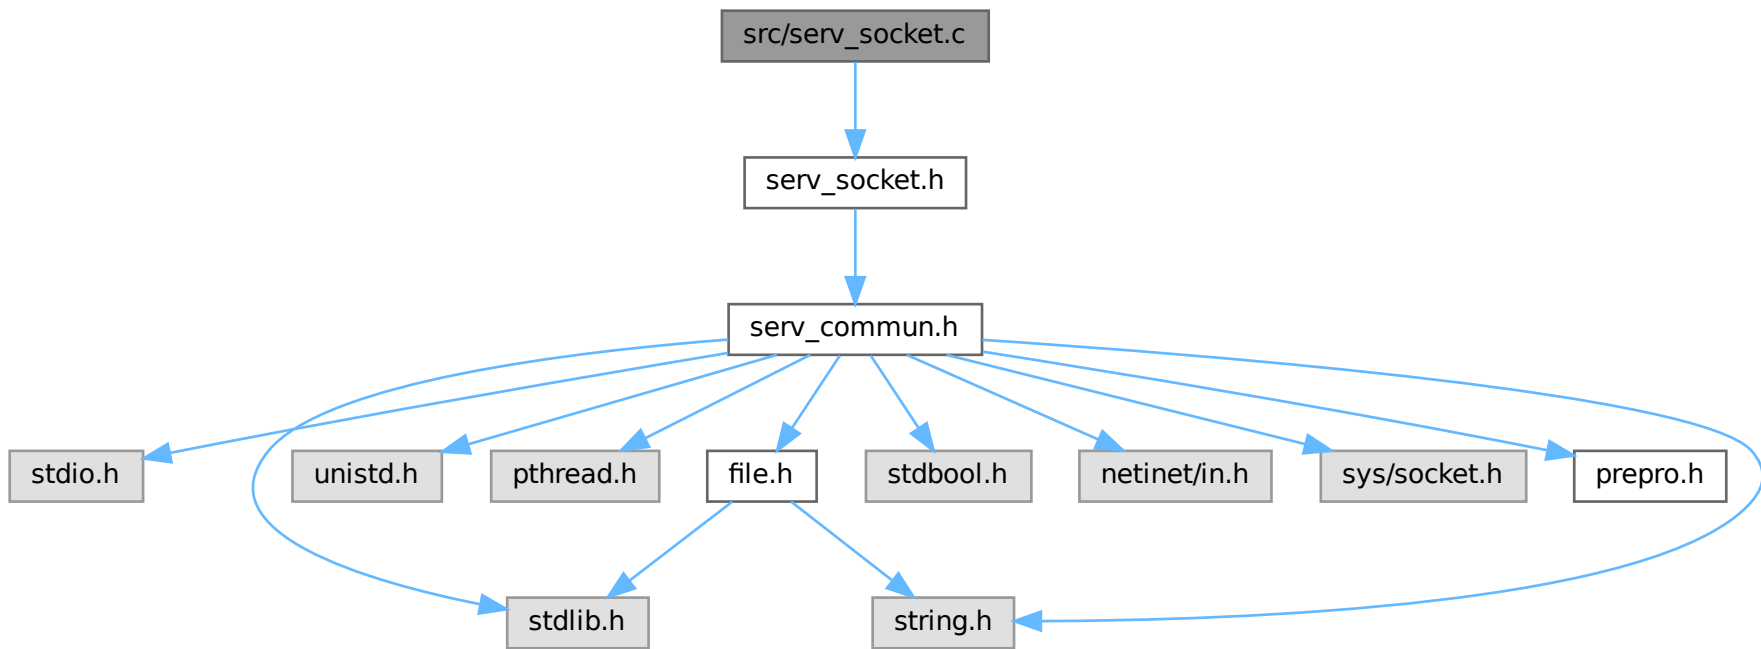 src/serv_socket.c
serv_socket.h
serv_commun.h
stdio.h
unistd.h
pthread.h
file.h
stdbool.h
netinet/in.h
sys/socket.h
prepro.h
stdlib.h
string.h